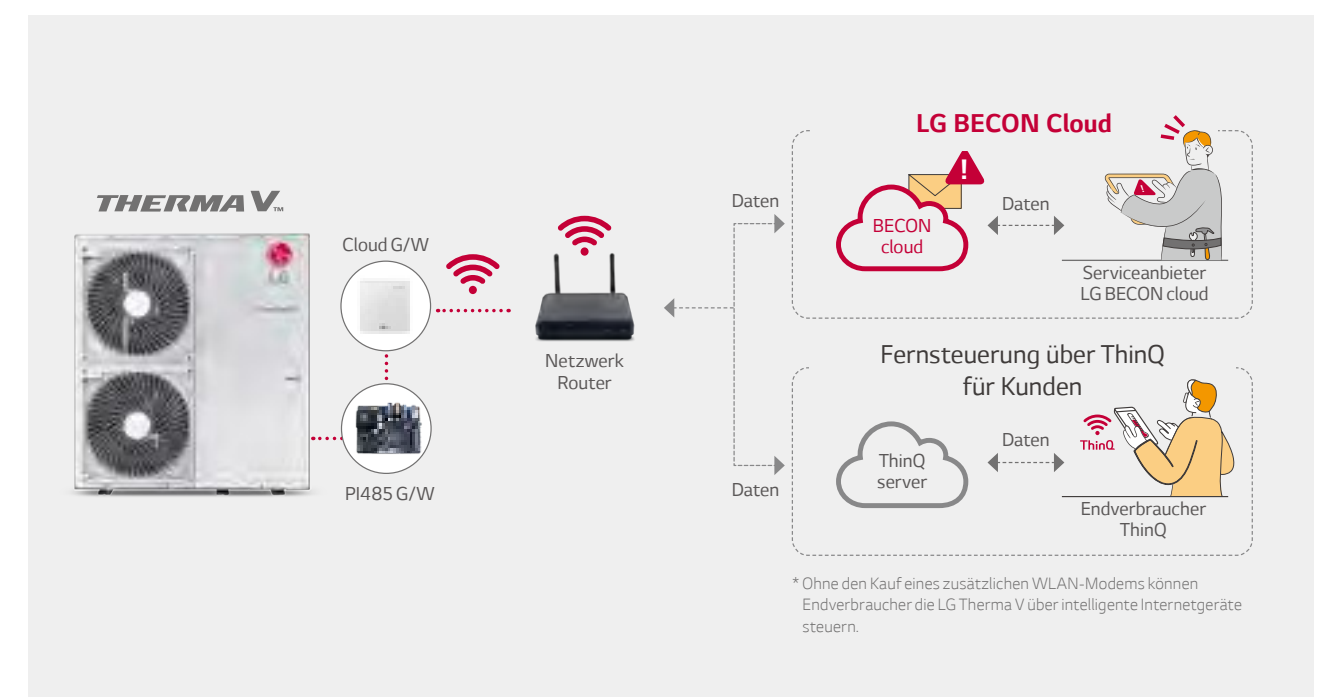 THERMA V™
LG
Cloud G/W
PI485 G/W
Netzwerk
Router
Daten
Daten
LG BECON Cloud
!
BECON
cloud
Daten
!
Serviceanbieter
LG BECON cloud
Fernsteuerung über ThinQ
für Kunden
ThinQ
server
Daten
ThinQ
Endverbraucher
ThinQ
* Ohne den Kauf eines zusätzlichen WLAN-Modems können
Endverbraucher die LG Therma V über intelligente Internetgeräte
steuern.